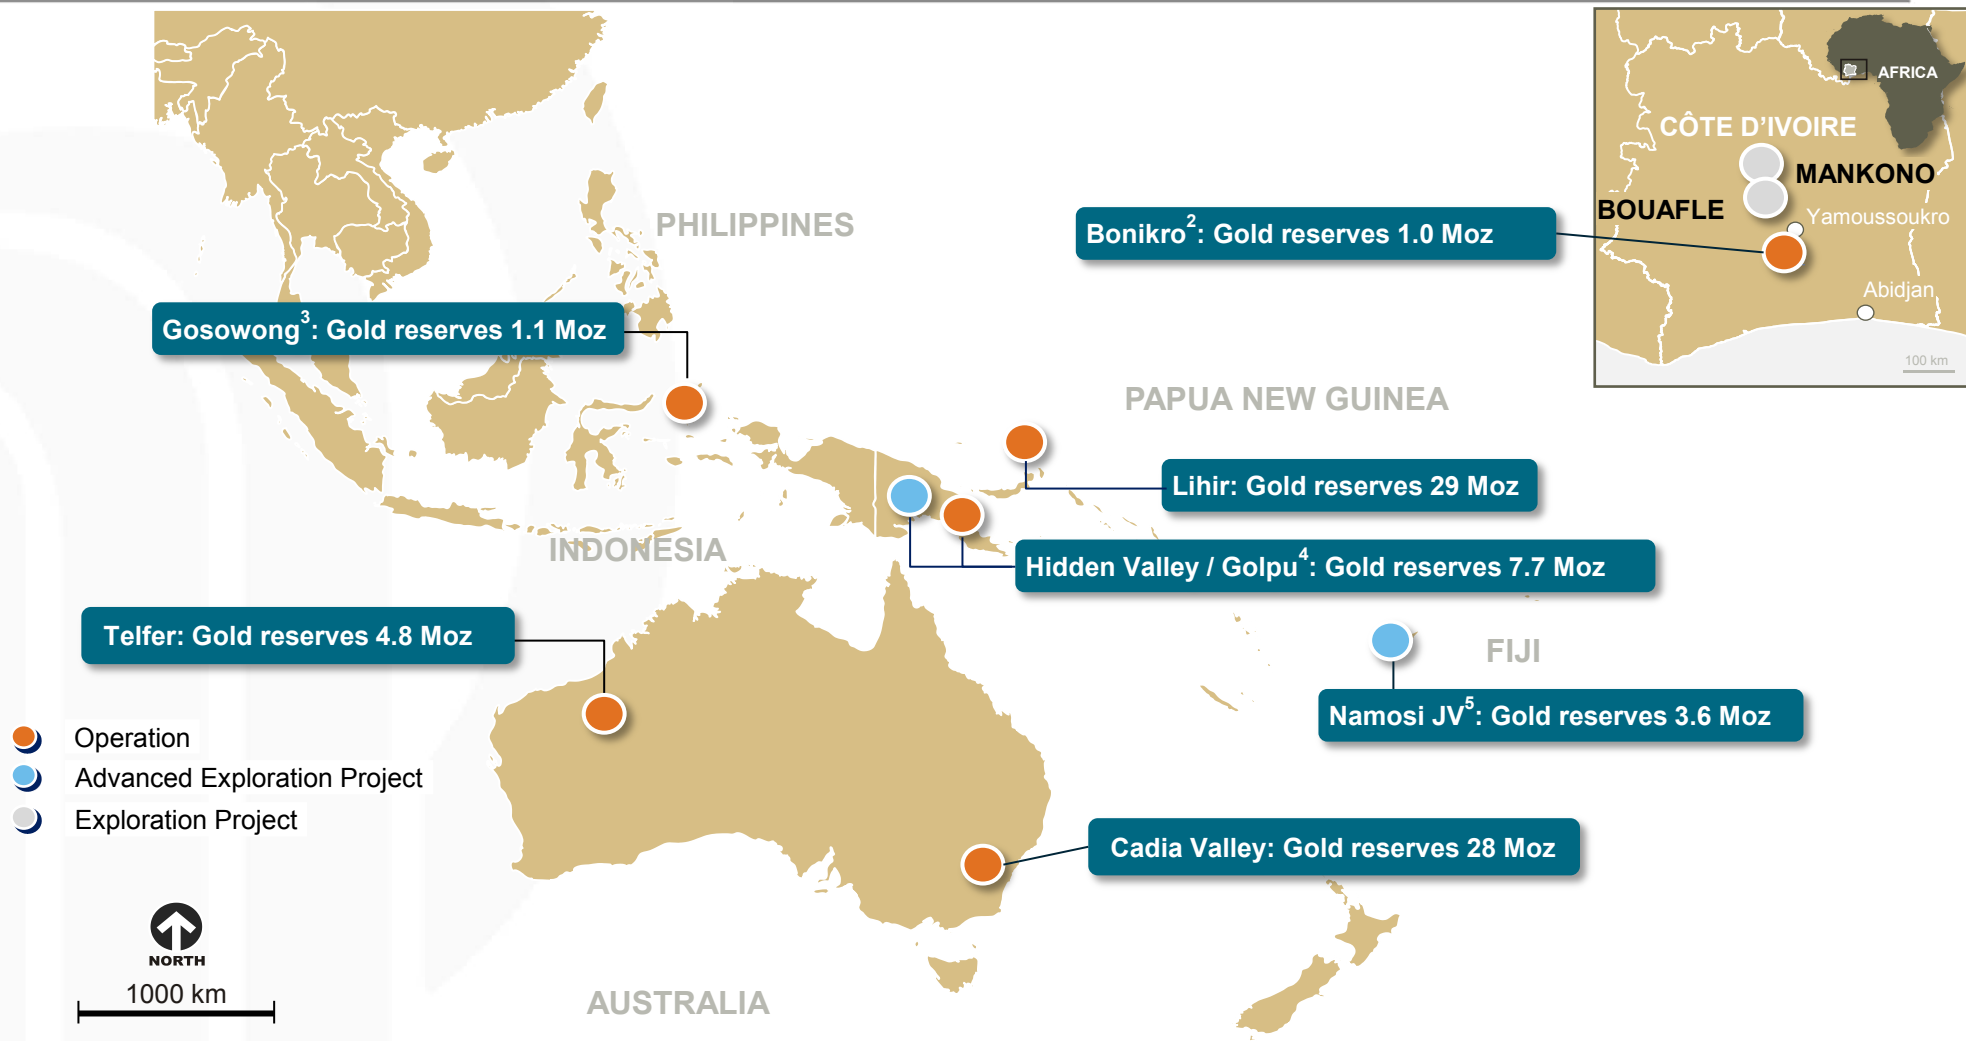 AFRICA
CÔTE D'IVOIRE
MANKONO
BOUAFLE
Yamoussoukro
Abidjan
100 km
PHILIPPINES
Bonikro²: Gold reserves 1.0 Moz
Gosowong³: Gold reserves 1.1 Moz
PAPUA NEW GUINEA
Lihir: Gold reserves 29 Moz
INDONESIA
Hidden Valley / Golpu⁴: Gold reserves 7.7 Moz
Telfer: Gold reserves 4.8 Moz
FIJI
Namosi JV⁵: Gold reserves 3.6 Moz
Operation
Advanced Exploration Project
Exploration Project
Cadia Valley: Gold reserves 28 Moz
NORTH
1000 km
AUSTRALIA